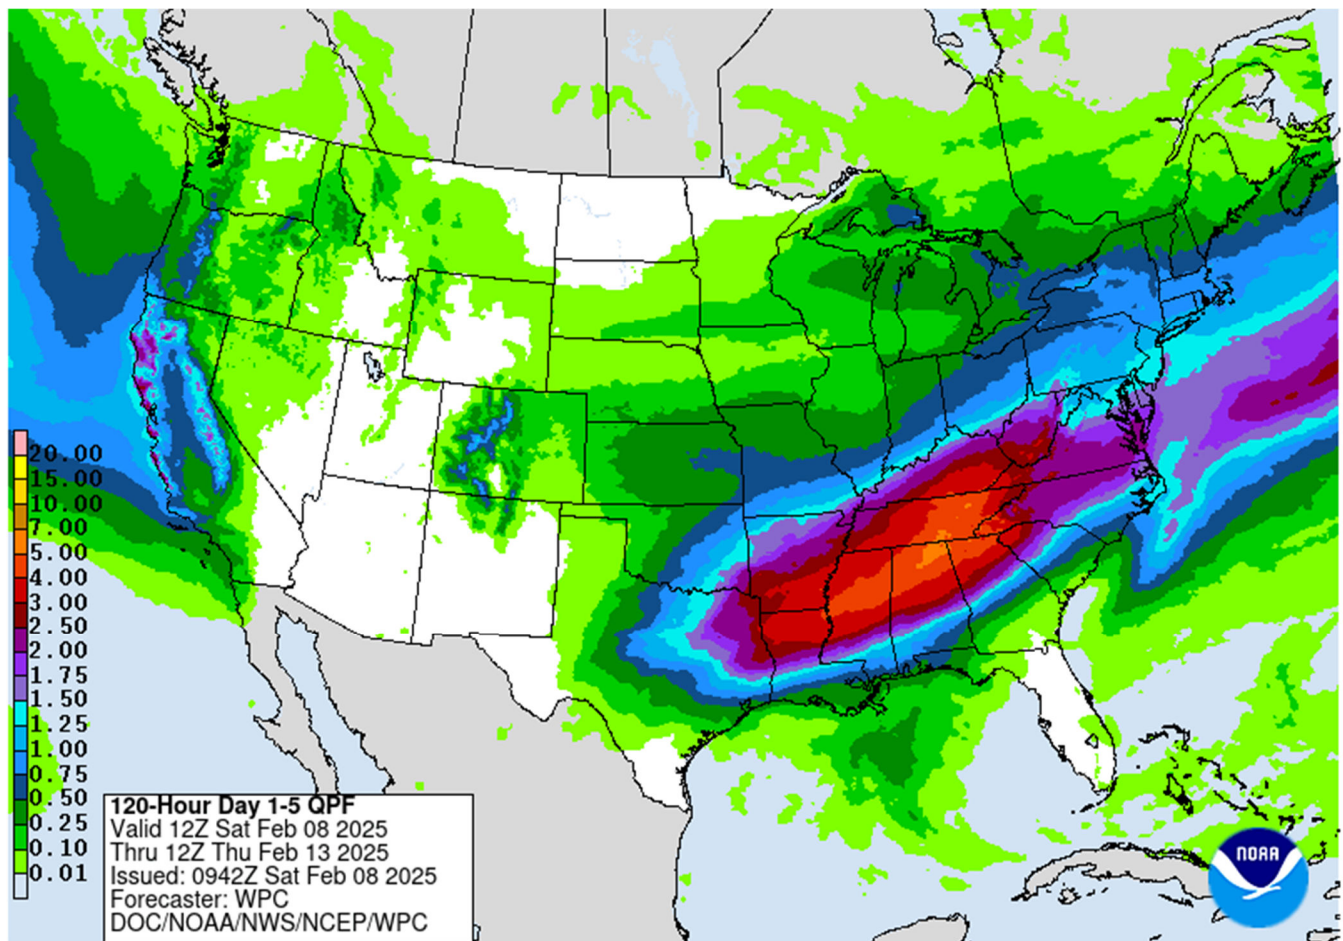 20.00
15.00
10.00
7.00
5.00
4.00
3.00
2.50
2.00
1.75
1.50
1.25
1.00
0.75
0.50
0.25
0.10
0.01
120-Hour Day 1-5 QPF
Valid 12Z Sat Feb 08 2025
Thru 12Z Thu Feb 13 2025
Issued: 0942Z Sat Feb 08 2025
Forecaster: WPC
DOC/NOAA/NWS/NCEP/WPC
NOAA